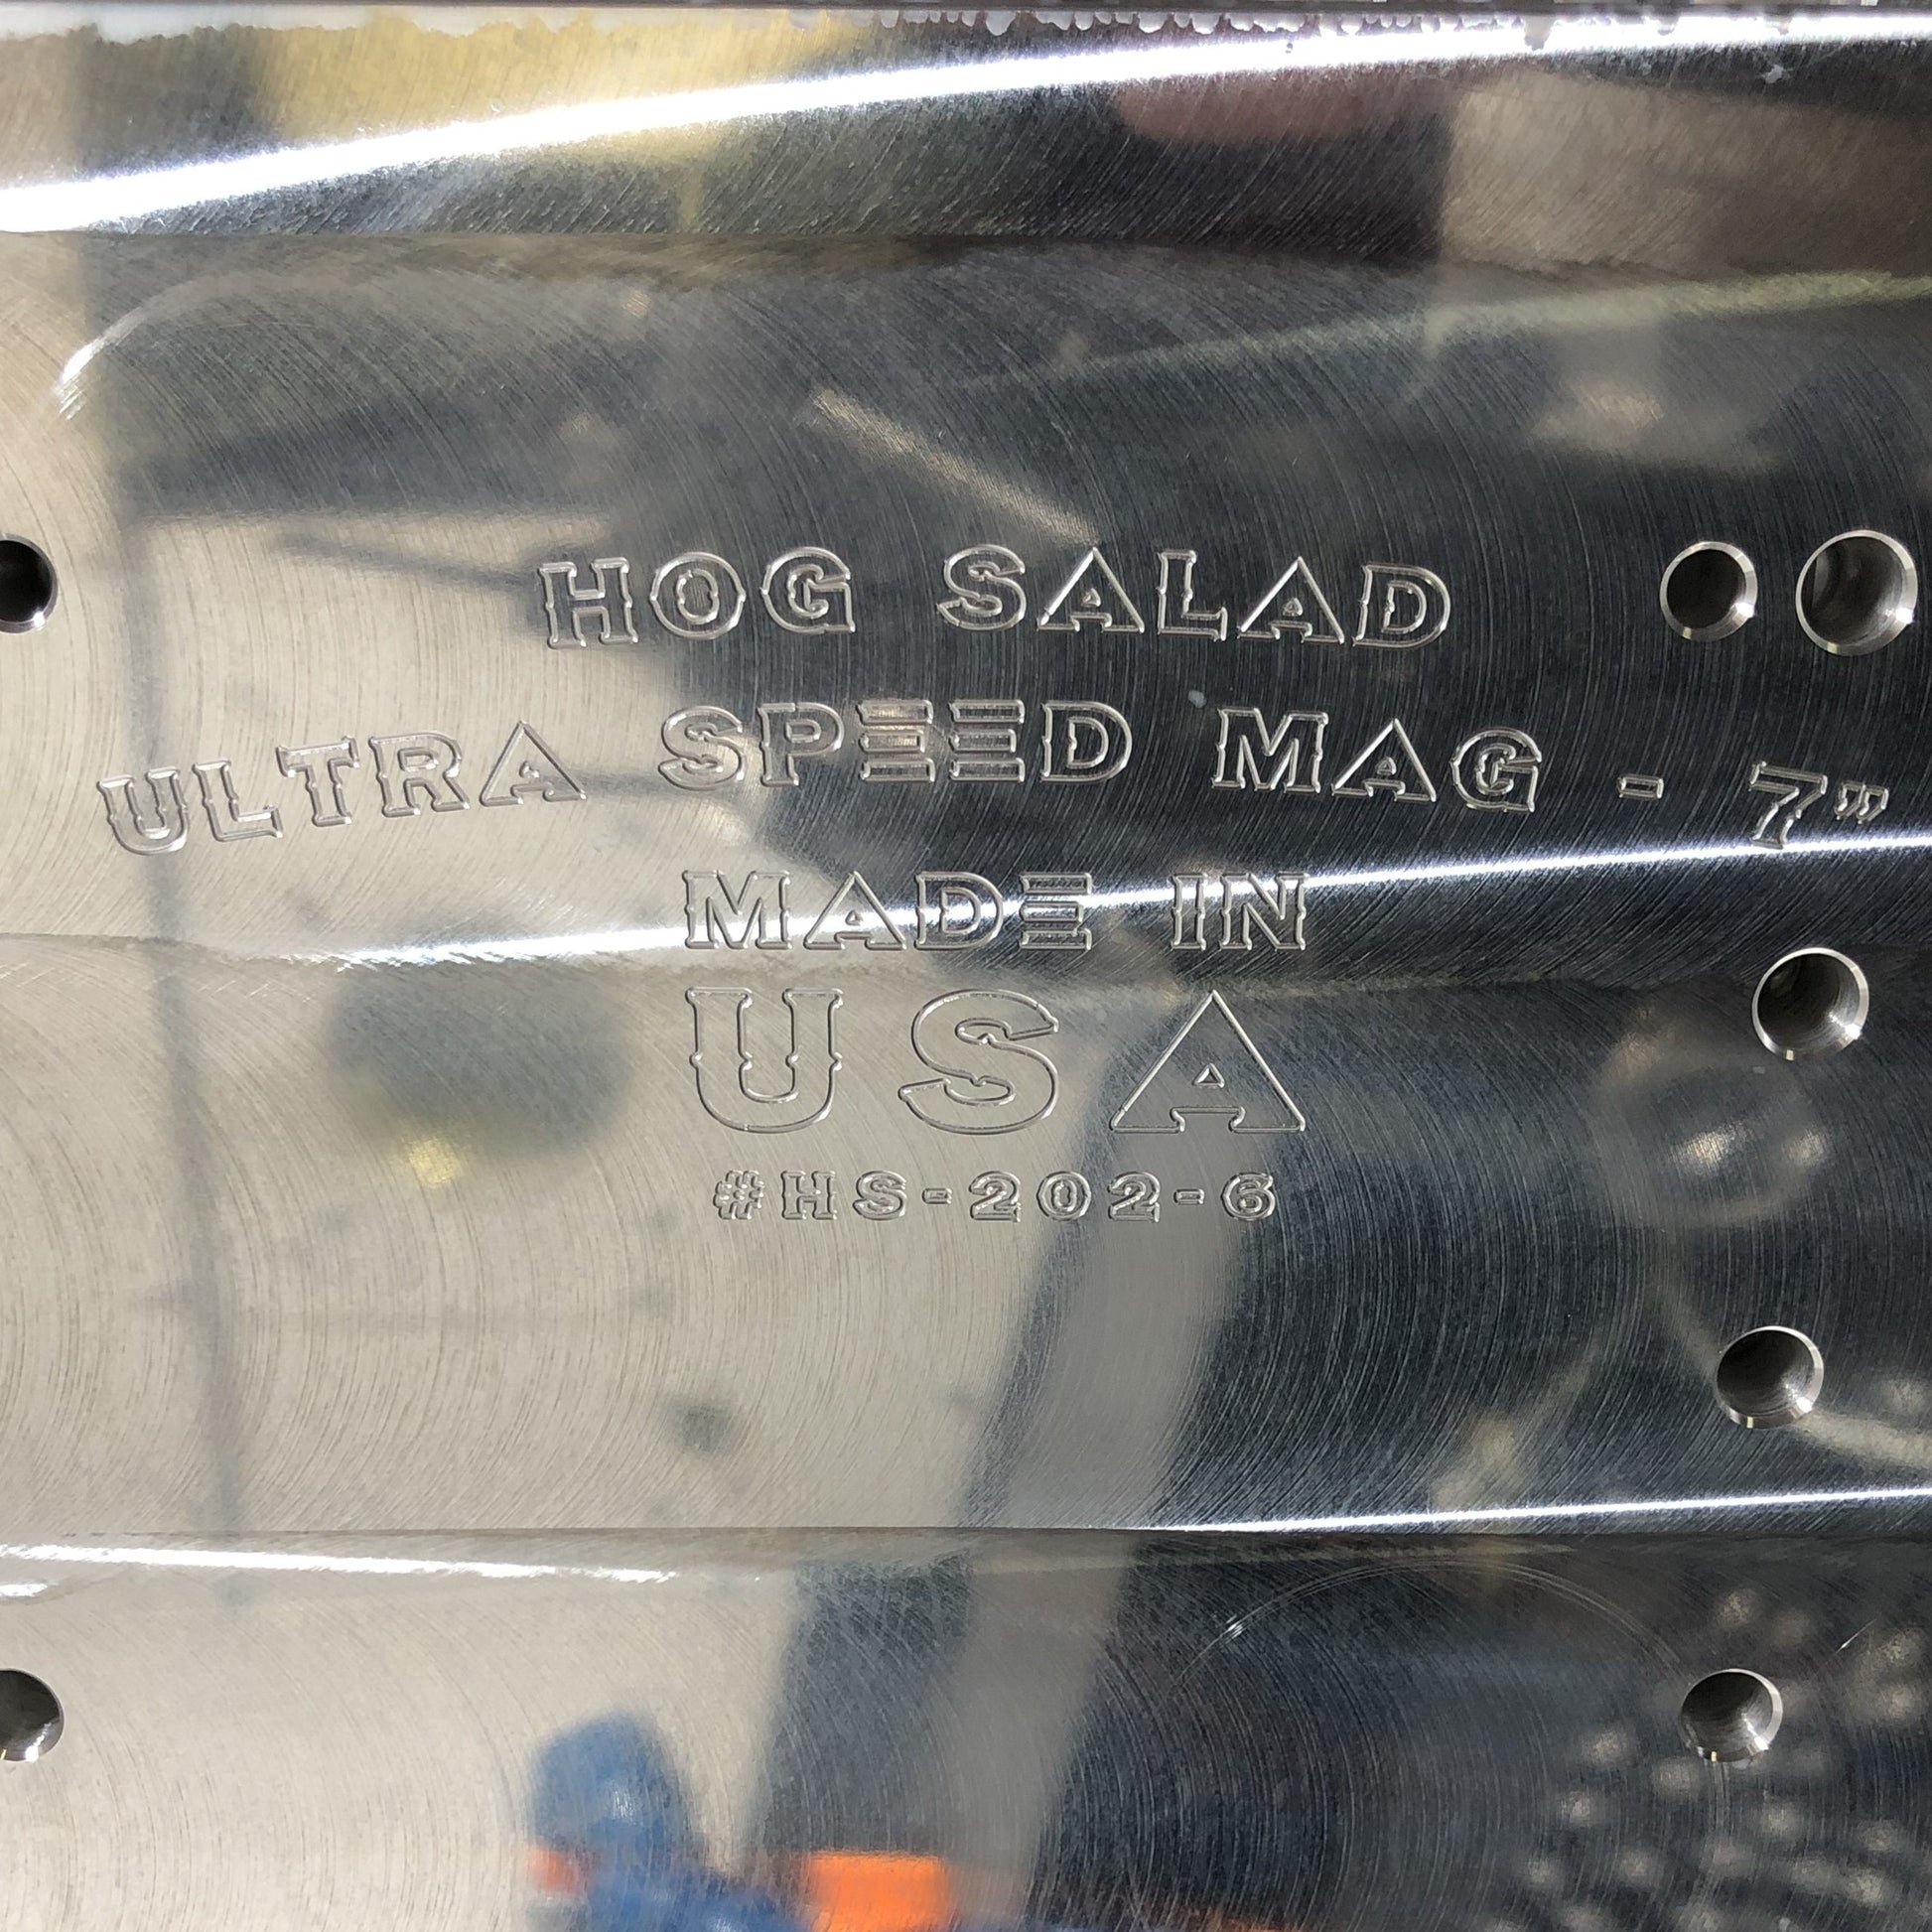 HOG SALAD
ULTRA SPEED MAG - 7”
MADE IN
USA
#HS-202-6